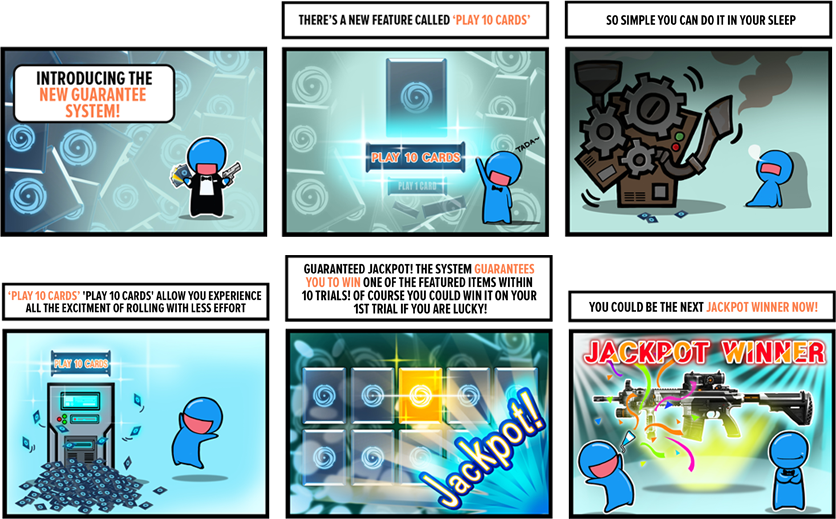 THERE'S A NEW FEATURE CALLED 'PLAY 10 CARDS'
SO SIMPLE YOU CAN DO IT IN YOUR SLEEP
INTRODUCING THE
NEW GUARANTEE
SYSTEM!
PLAY 10 CARDS
PLAY 1 CARD
TADA~
'PLAY 10 CARDS' 'PLAY 10 CARDS' ALLOW YOU EXPERIENCE
ALL THE EXCITMENT OF ROLLING WITH LESS EFFORT
GUARANTEED JACKPOT! THE SYSTEM GUARANTEES
YOU TO WIN ONE OF THE FEATURED ITEMS WITHIN
10 TRIALS! OF COURSE YOU COULD WIN IT ON YOUR
1ST TRIAL IF YOU ARE LUCKY!
YOU COULD BE THE NEXT JACKPOT WINNER NOW!
PLAY 10 CARDS
Jackpot!
JACKPOT WINNER